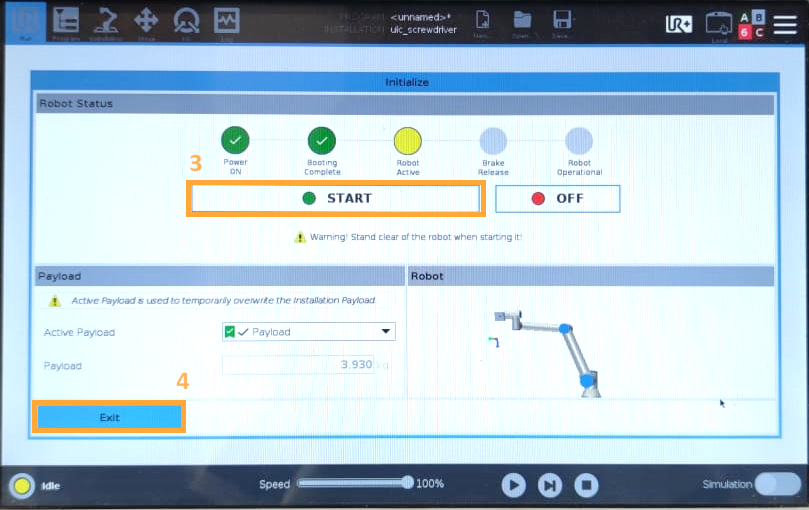 PROGRAM <unnamed>*
INSTALLATION ulc_screwdriver
Run
Program
Installation
Move
I/O
Log
New...
Open...
Save...
UR+
Local
A B
6 C
Initialize
Robot Status
Power
ON
Booting
Complete
Robot
Active
Brake
Release
Robot
Operational
3
START
OFF
Warning! Stand clear of the robot when starting it!
Payload
Robot
Active Payload is used to temporarily overwrite the Installation Payload.
Active Payload
Payload
Payload
3.930 kg
4
Exit
Idle
Speed
100%
Simulation